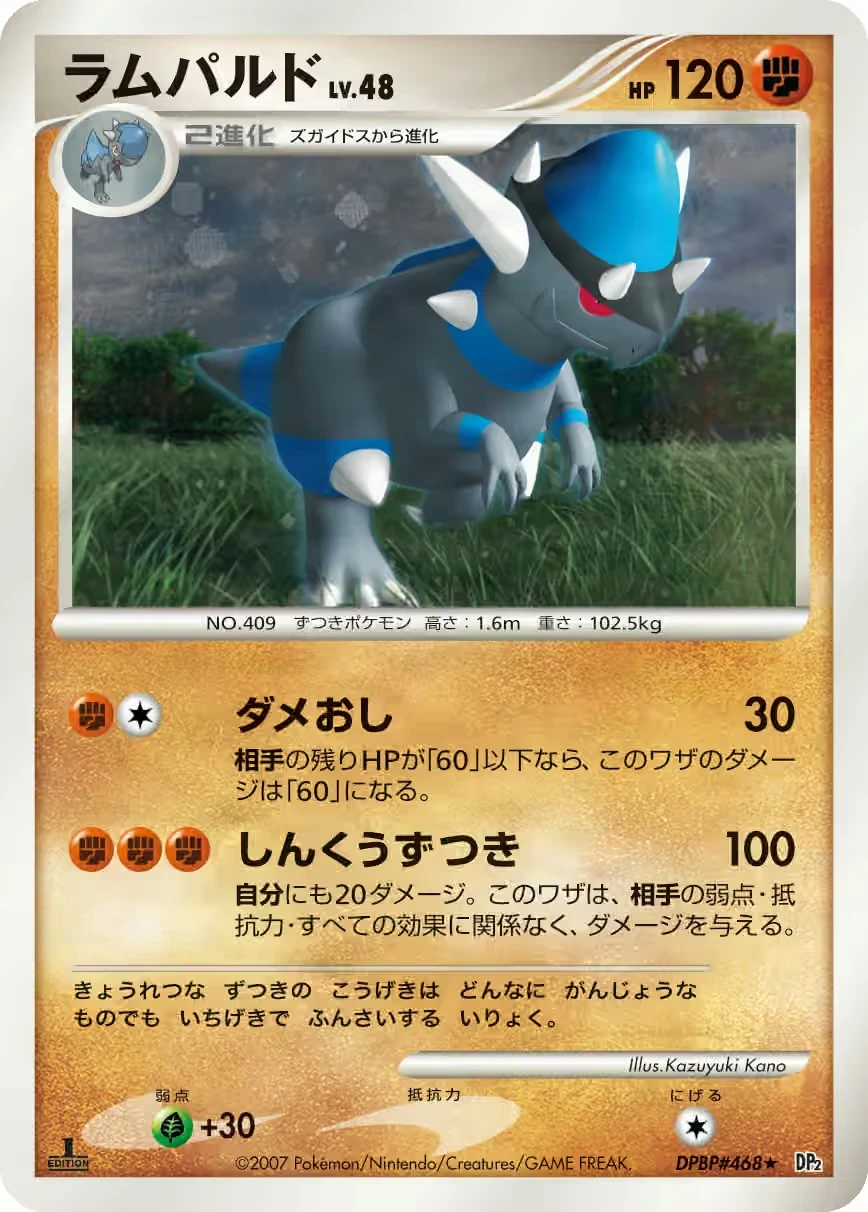 ラムパルド LV.48 HP 120
2進化 ズガイドスから進化
NO.409 ずつきポケモン 高さ:1.6m 重さ:102.5kg
ダメおし 30
相手の残りHPが「60」以下なら、このワザのダメー
ジは「60」になる。
しんくうずつき 100
自分にも20ダメージ。このワザは、相手の弱点・抵
抗力・すべての効果に関係なく、ダメージを与える。
きょうれつな ずつきの こうげきは どんなに がんじょうな
ものでも いちげきで ふんさいする いりょく。
Illus.Kazuyuki Kano
弱点 抵抗力 にげる
+30
1 EDITION ©2007 Pokémon/Nintendo/Creatures/GAME FREAK. DPBP#468★ DP2